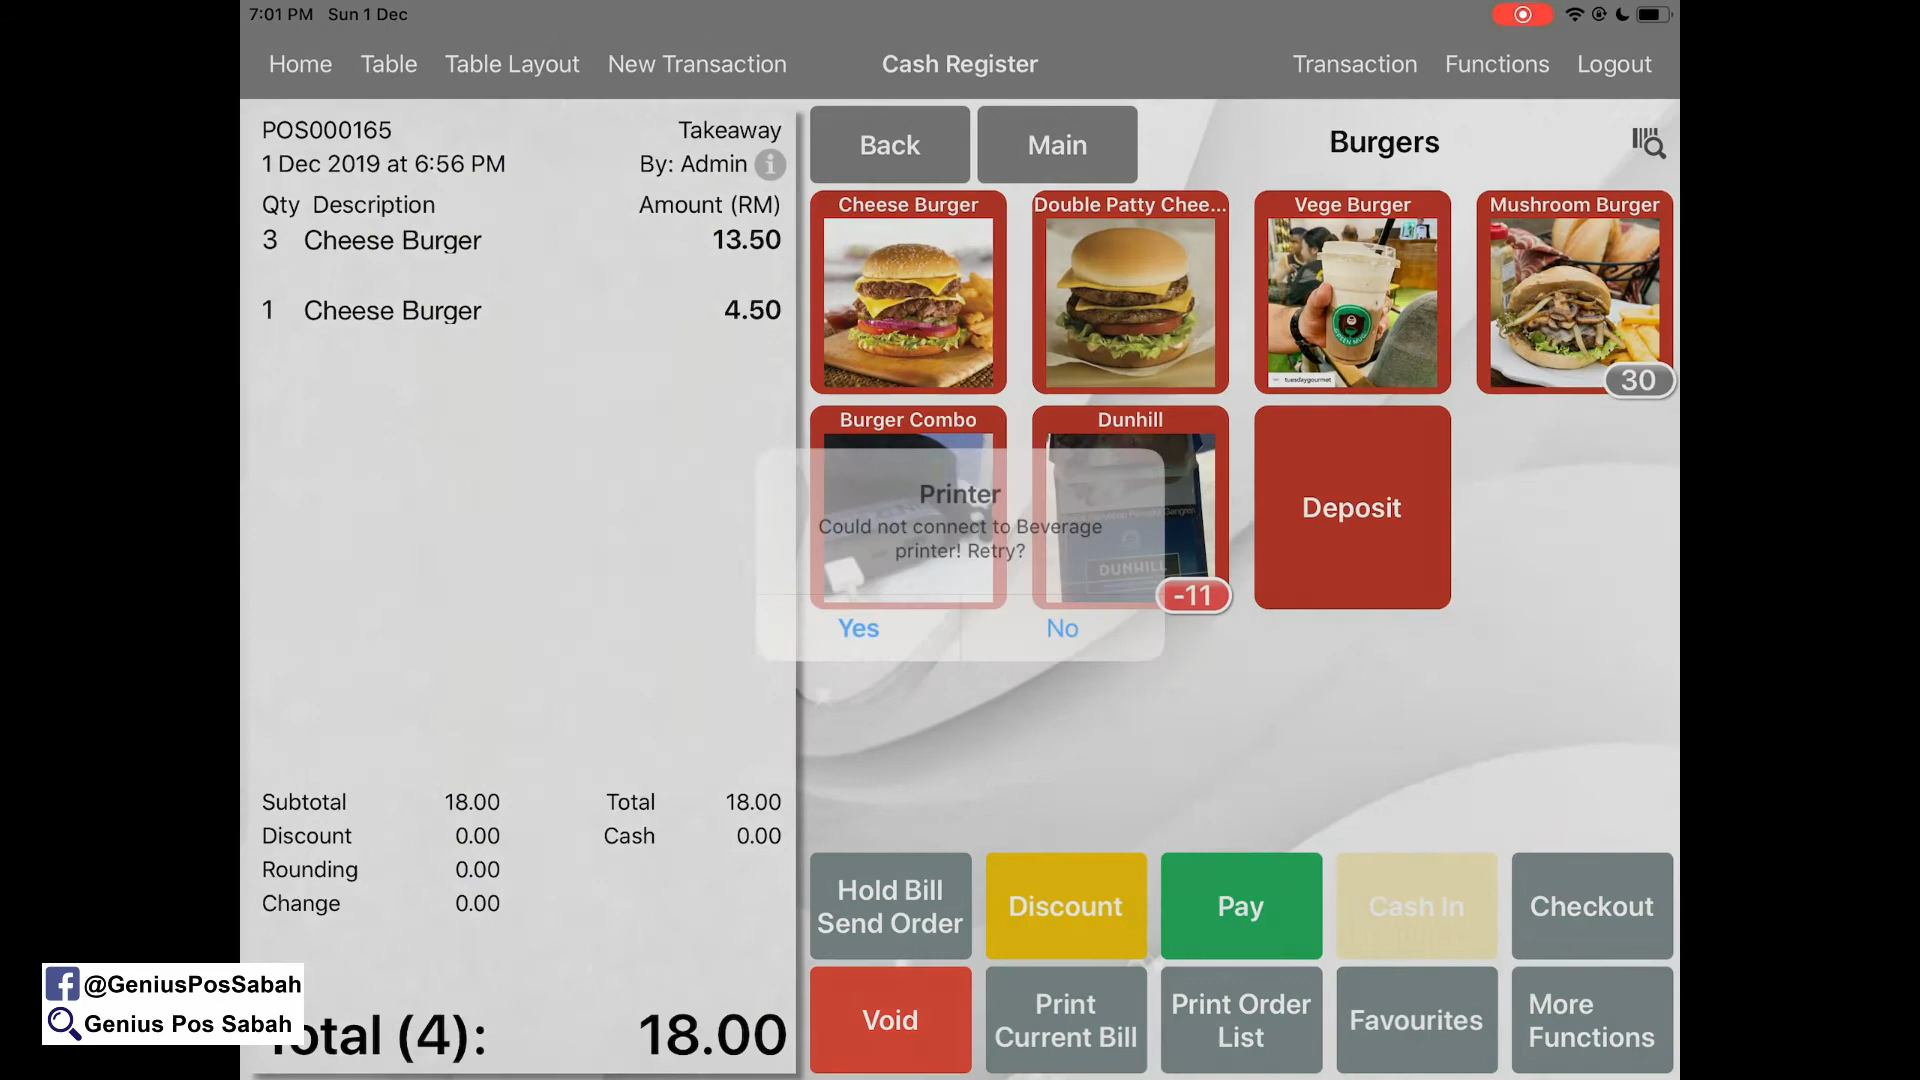 7:01 PM Sun 1 Dec
Home Table Table Layout New Transaction Cash Register Transaction Functions Logout
POS000165 Takeaway
1 Dec 2019 at 6:56 PM By: Admin
Qty Description Amount (RM)
3 Cheese Burger 13.50
1 Cheese Burger 4.50
Subtotal 18.00 Total 18.00
Discount 0.00 Cash 0.00
Rounding 0.00
Change 0.00
Total (4): 18.00
Back Main Burgers
Cheese Burger
Double Patty Chee...
Vege Burger
tuesdaygourmet
Mushroom Burger
30
Burger Combo
Dunhill
DUNHILL
-11
Deposit
Printer
Could not connect to Beverage
printer! Retry?
Yes No
Hold Bill
Send Order
Discount
Pay
Cash In
Checkout
Void
Print
Current Bill
Print Order
List
Favourites
More
Functions
@GeniusPosSabah
Genius Pos Sabah